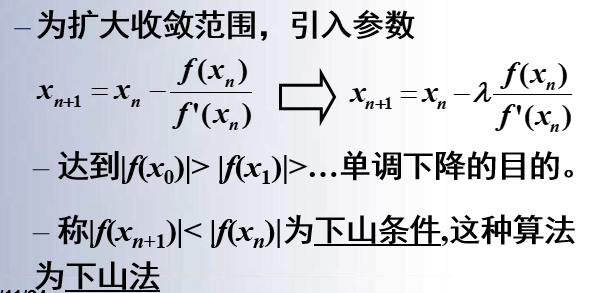 –为扩大收敛范围，引入参数
x_{n+1} = x_n − f(x_n) / f'(x_n) ⇨ x_{n+1} = x_n − λ f(x_n) / f'(x_n)
– 达到|f(x_0)|> |f(x_1)|>…单调下降的目的。
– 称|f(x_{n+1})|< |f(x_n)|为下山条件,这种算法
为下山法